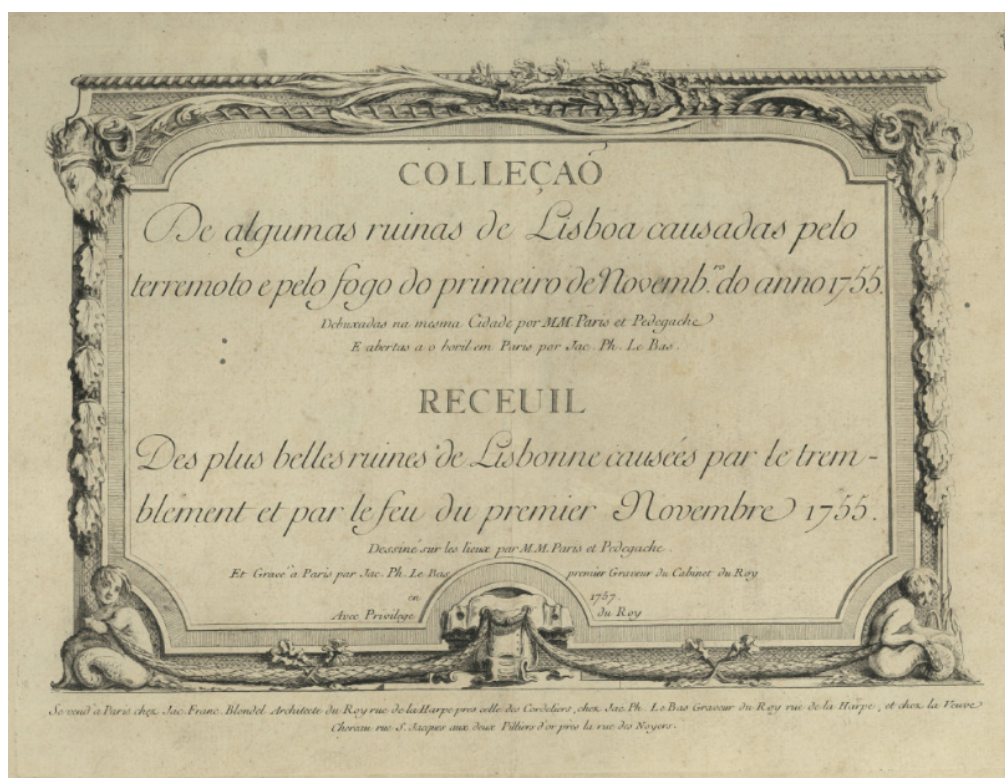 COLLEÇAÓ
De algumas ruinas de Lisboa causadas pelo
terremoto e pelo fogo do primeiro de Novemb.ro do anno 1755.
Debuxadas na mesma Cidade por MM. Paris et Pedegache
E abertas a o boril em Paris por Jac. Ph. Le Bas.
RECEUIL
Des plus belles ruines de Lisbonne causées par le trem-
blement et par le feu du premier Novembre 1755.
Dessiné sur les lieux par M.M. Paris et Pedegache.
Et Gravé à Paris par Jac. Ph. Le Bas premier Graveur du Cabinet du Roy
en 1757.
Avec Privilege du Roy
Se vend à Paris chez Jac. Franc. Blondel Architecte du Roy rue de la Harpe près celle des Cordeliers, chez Jac. Ph. Le Bas Graveur du Roy rue de la Harpe, et chez la Veuve
Chereau rue S. Jacques aux deux Pilliers d'or près la rue des Noyers.